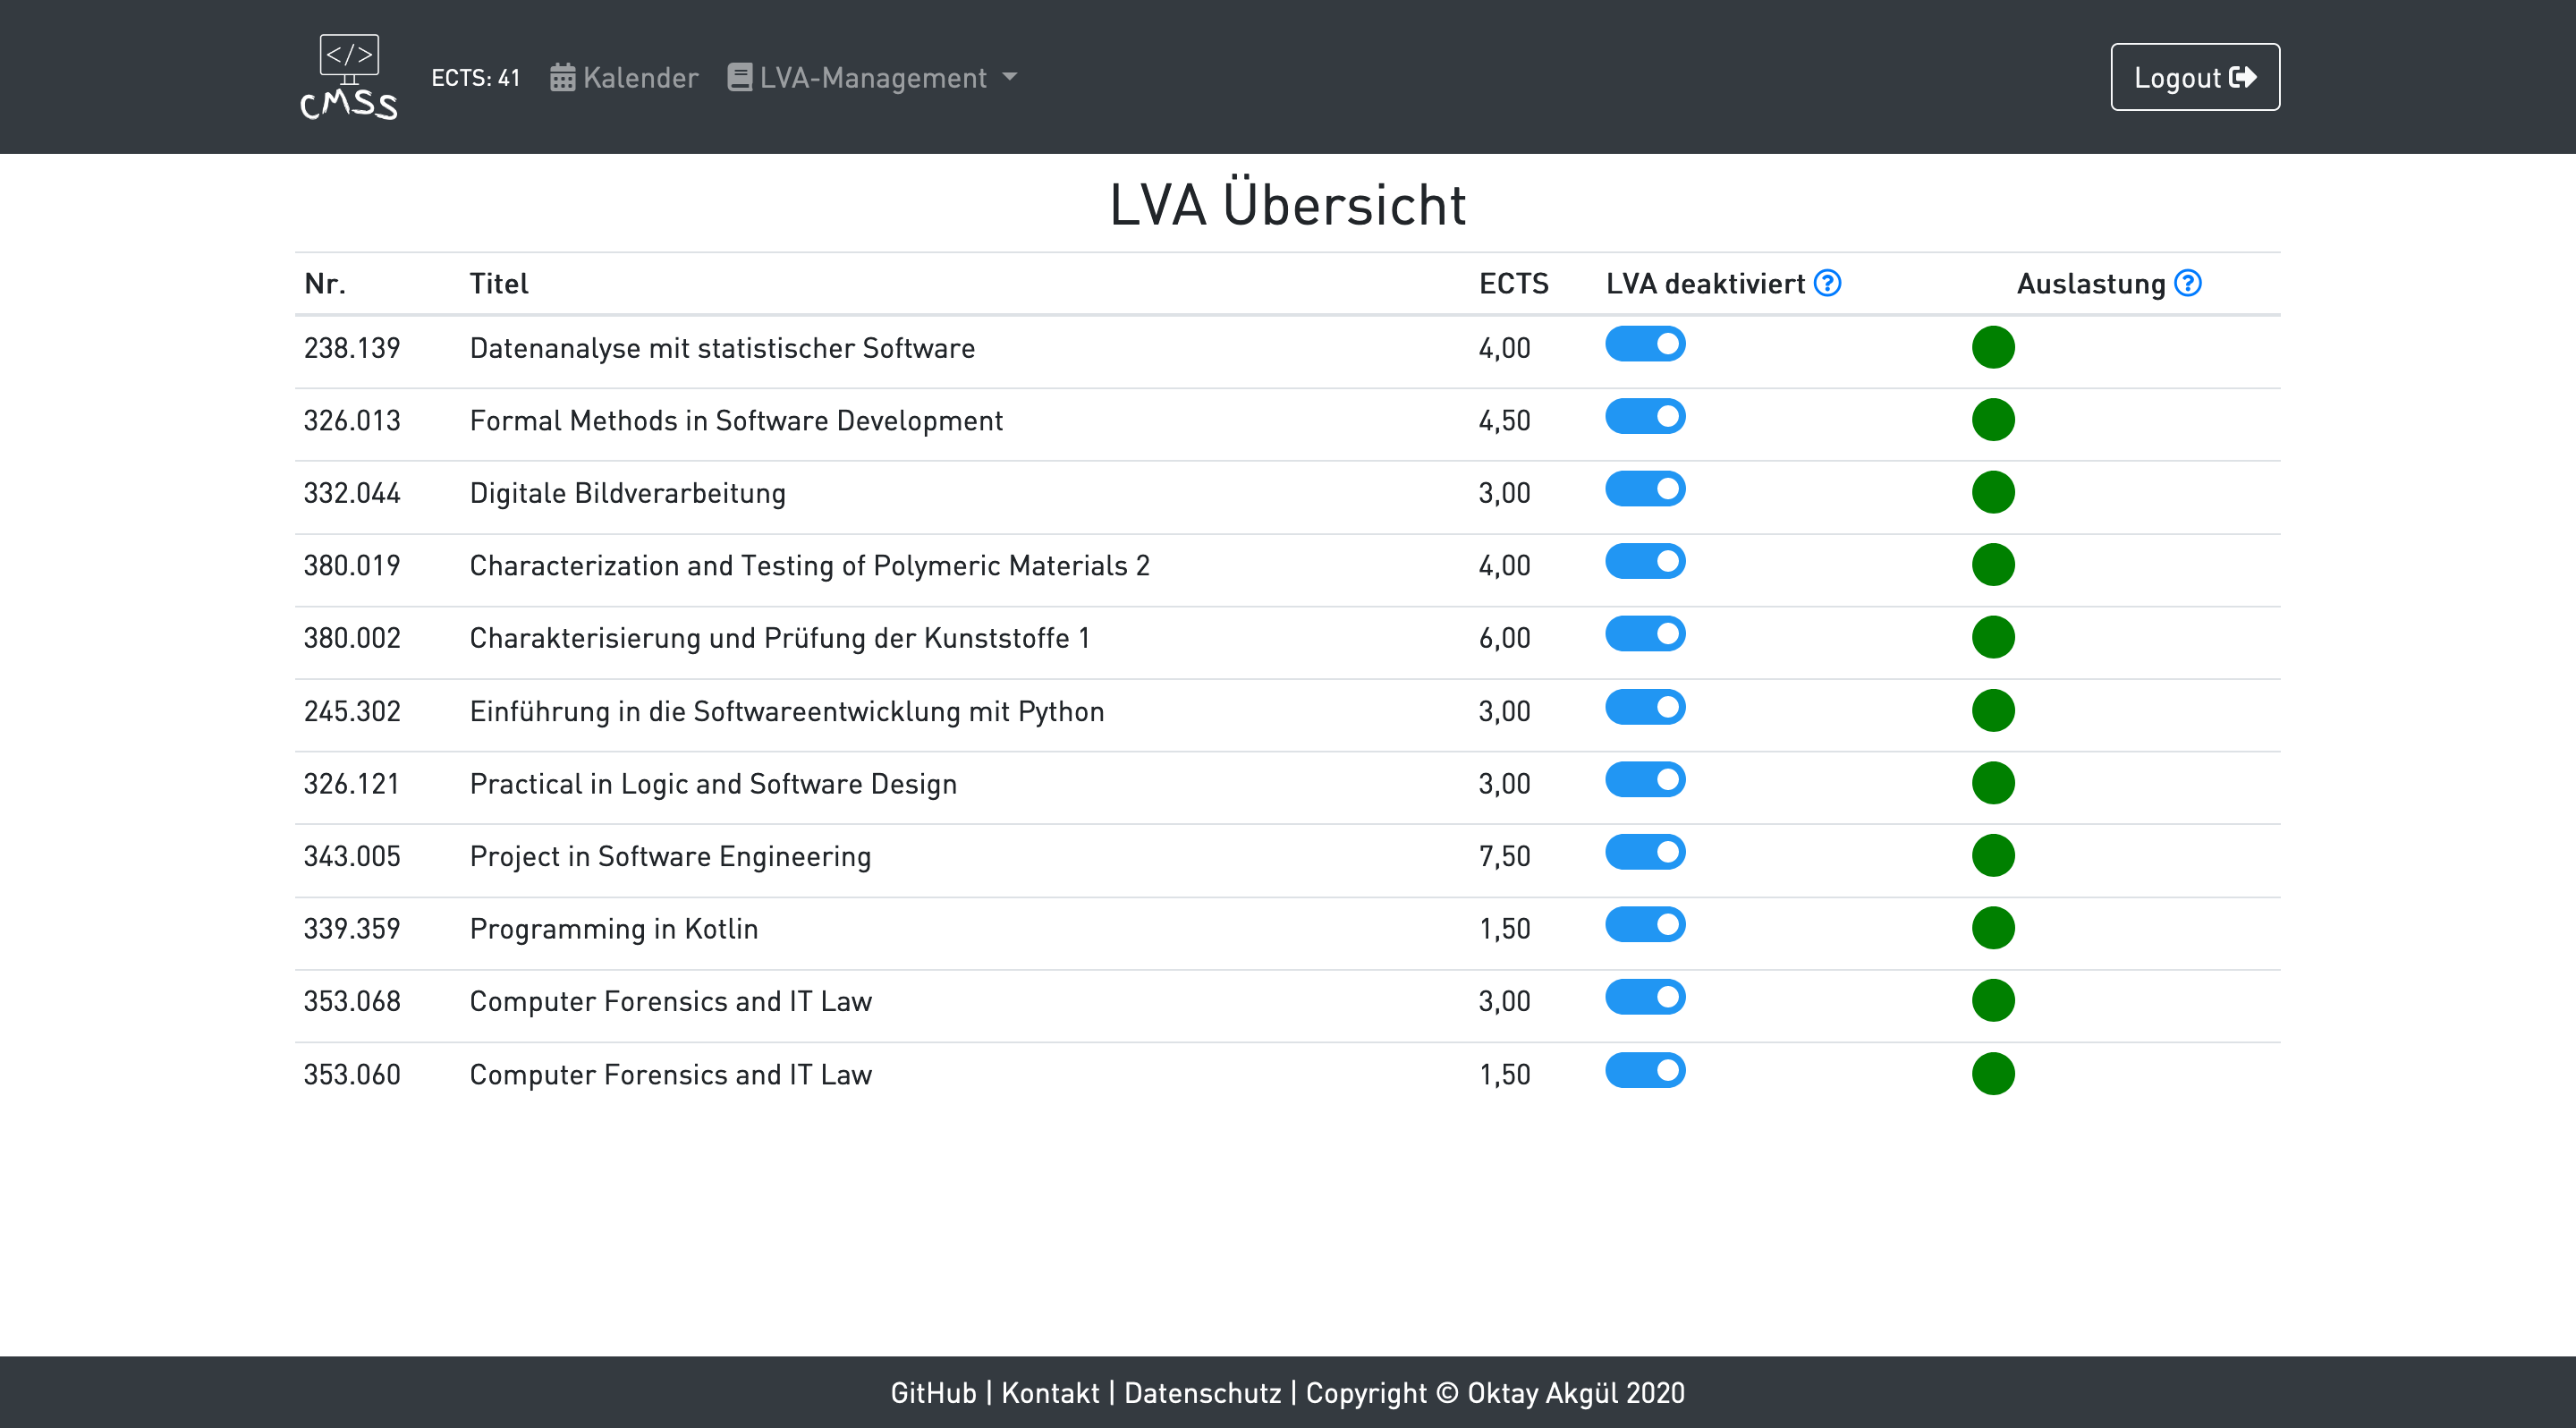 </>
CMSS
ECTS: 41 Kalender LVA-Management Logout
LVA Übersicht
Nr. Titel ECTS LVA deaktiviert ? Auslastung ?
238.139 Datenanalyse mit statistischer Software 4,00
326.013 Formal Methods in Software Development 4,50
332.044 Digitale Bildverarbeitung 3,00
380.019 Characterization and Testing of Polymeric Materials 2 4,00
380.002 Charakterisierung und Prüfung der Kunststoffe 1 6,00
245.302 Einführung in die Softwareentwicklung mit Python 3,00
326.121 Practical in Logic and Software Design 3,00
343.005 Project in Software Engineering 7,50
339.359 Programming in Kotlin 1,50
353.068 Computer Forensics and IT Law 3,00
353.060 Computer Forensics and IT Law 1,50
GitHub | Kontakt | Datenschutz | Copyright © Oktay Akgül 2020